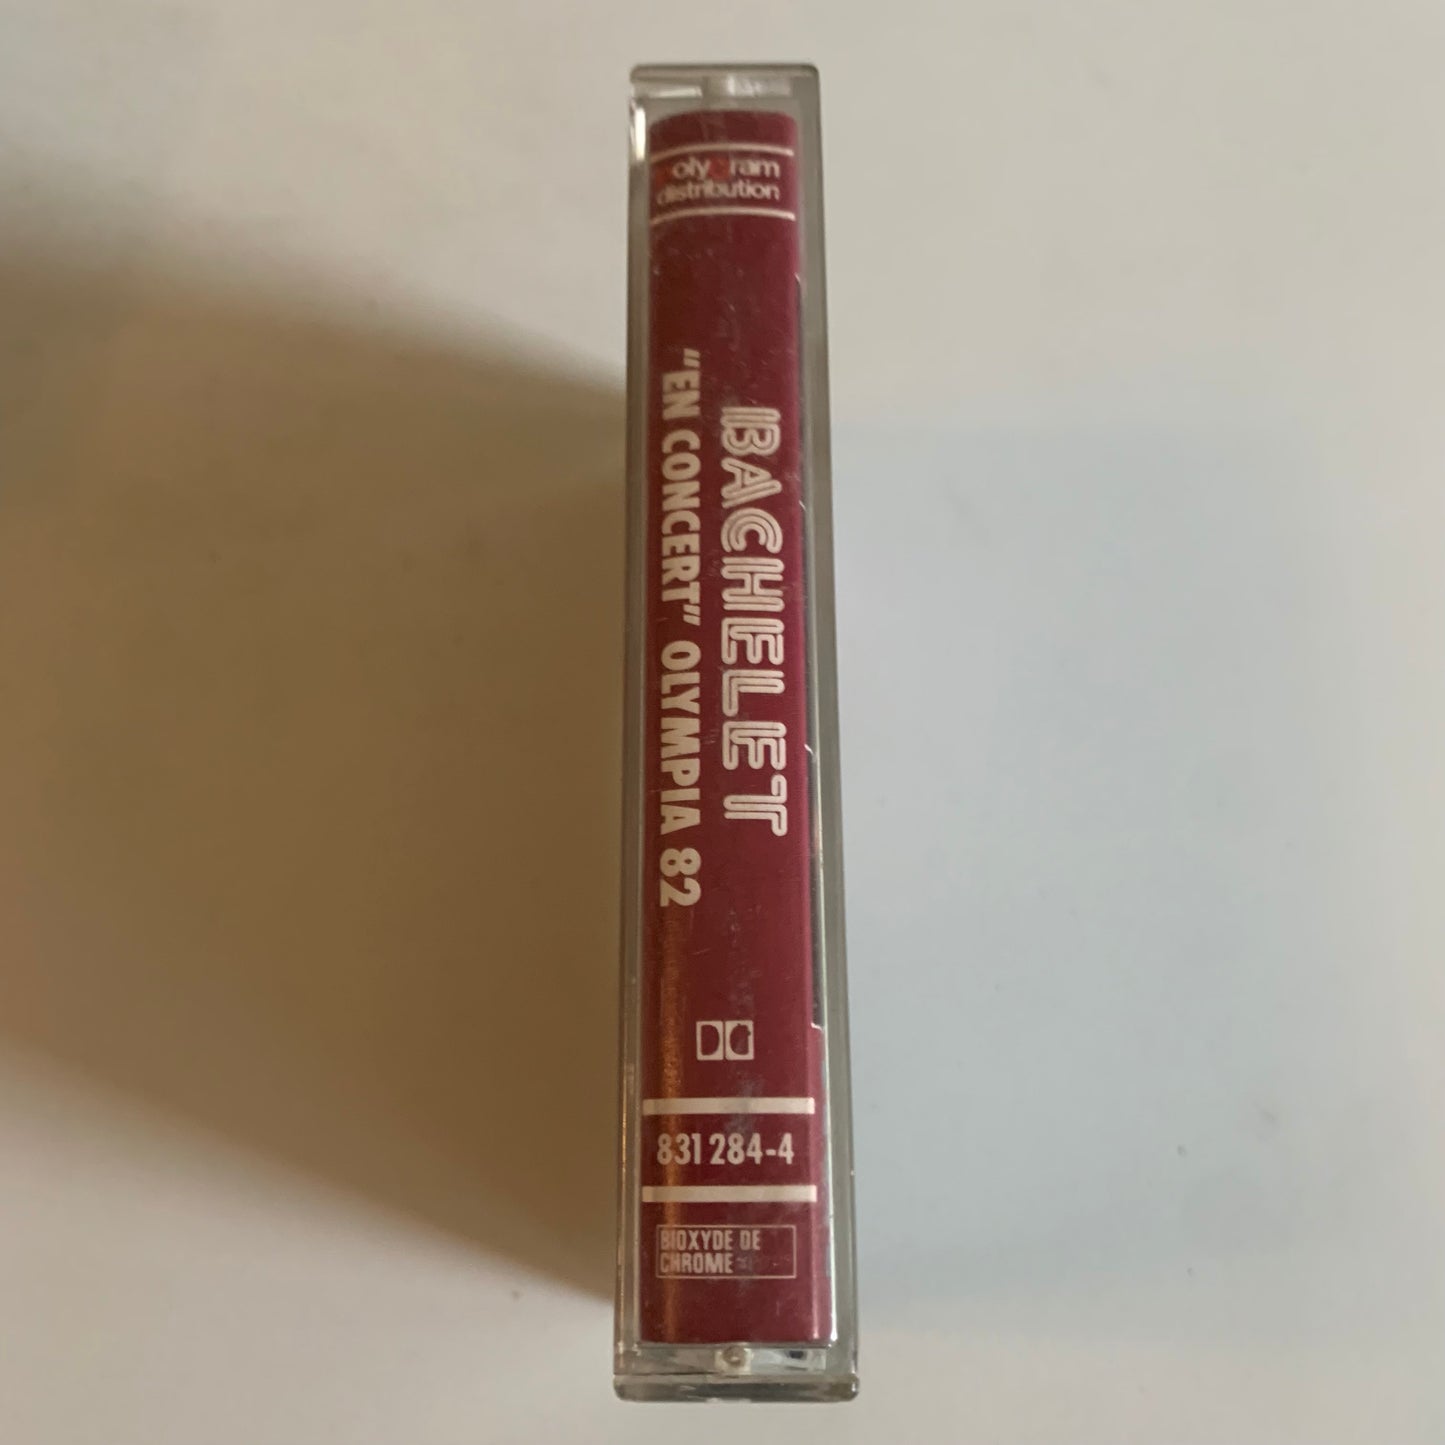 polygram
distribution
BACHELET
"EN CONCERT" OLYMPIA 82
831 284-4
BIOXYDE DE
CHROME